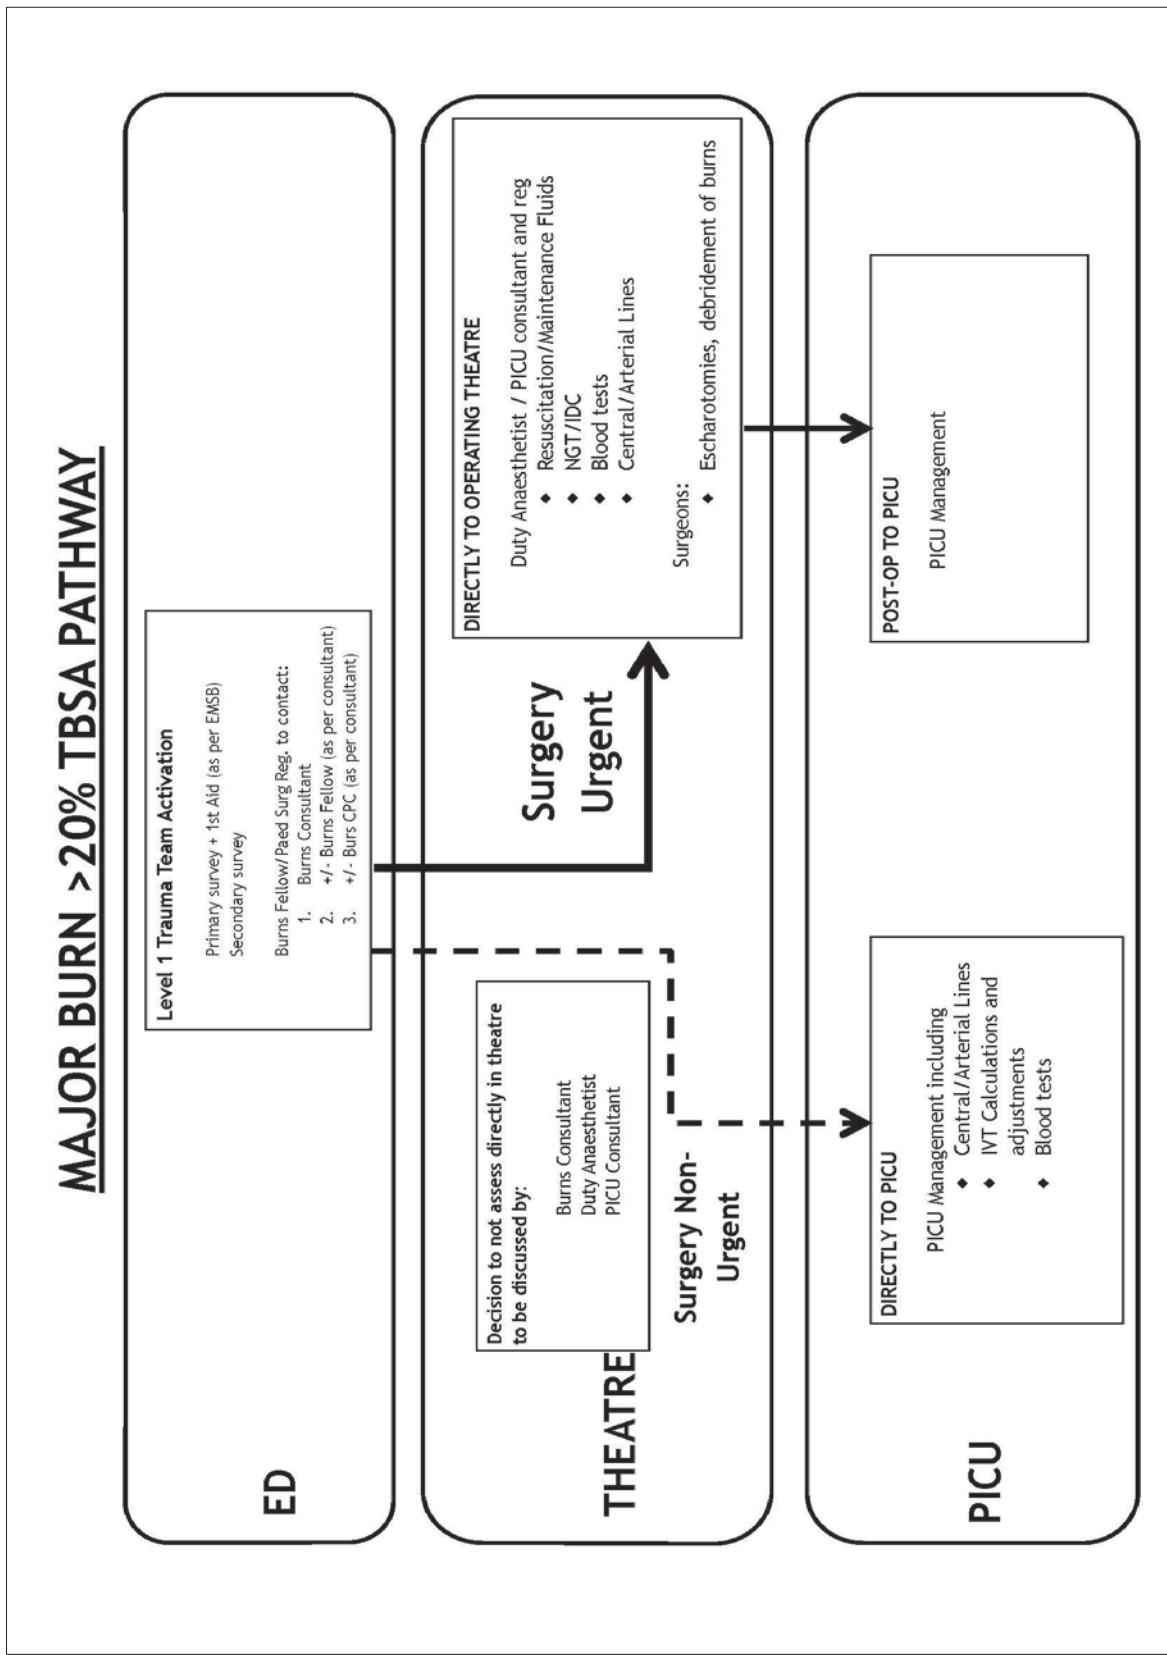 MAJOR BURN >20% TBSA PATHWAY
ED
Level 1 Trauma Team Activation
Primary survey + 1st Aid (as per EMSB)
Secondary survey
Burns Fellow/Paed Surg Reg. to contact:
1. Burns Consultant
2. +/- Burns Fellow (as per consultant)
3. +/- Burs CPC (as per consultant)
THEATRE
Decision to not assess directly in theatre
to be discussed by:
Burns Consultant
Duty Anaesthetist
PICU Consultant
Surgery Non-
Urgent
Surgery
Urgent
DIRECTLY TO OPERATING THEATRE
Duty Anaesthetist / PICU consultant and reg
♦ Resuscitation/Maintenance Fluids
♦ NGT/IDC
♦ Blood tests
♦ Central/Arterial Lines
Surgeons:
♦ Escharotomies, debridement of burns
PICU
DIRECTLY TO PICU
PICU Management including
♦ Central/Arterial Lines
♦ IVT Calculations and
adjustments
♦ Blood tests
POST-OP TO PICU
PICU Management